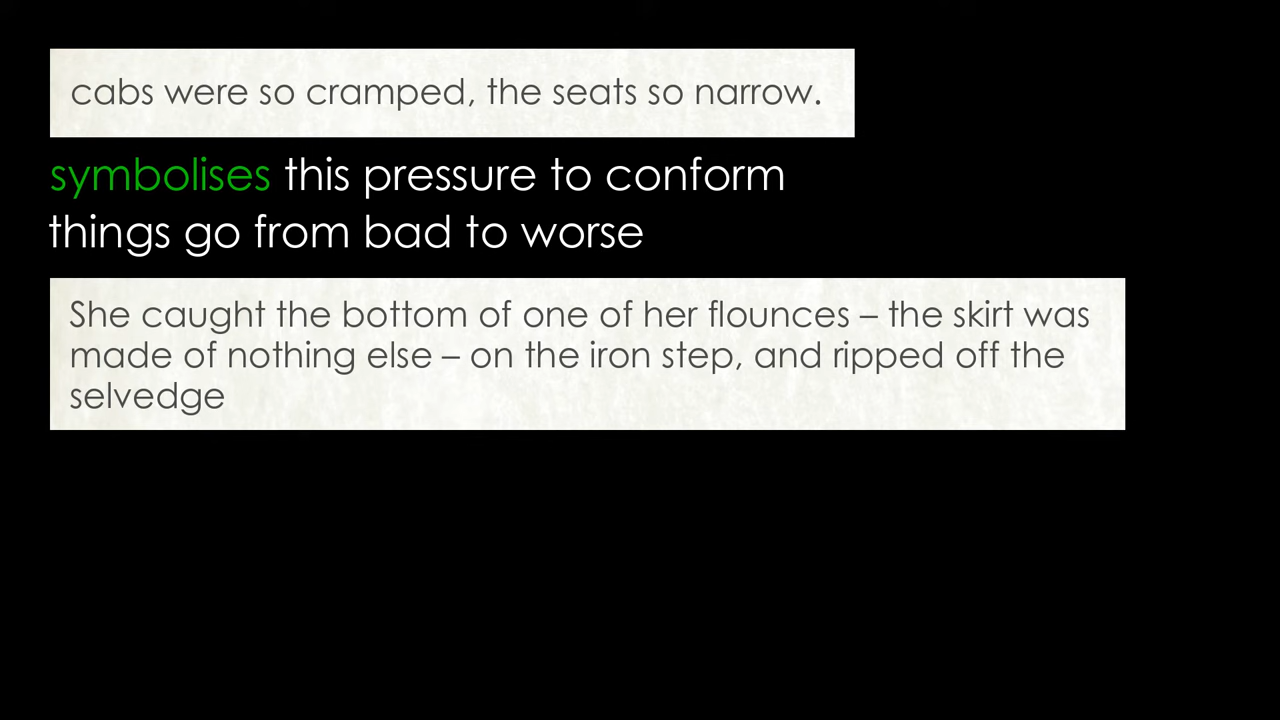 cabs were so cramped, the seats so narrow.
symbolises this pressure to conform
things go from bad to worse
She caught the bottom of one of her flounces – the skirt was
made of nothing else – on the iron step, and ripped off the
selvedge